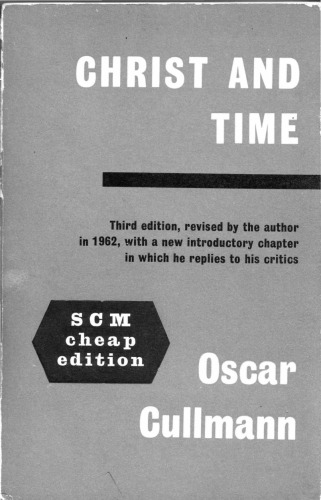 CHRIST AND
TIME
Third edition, revised by the author
in 1962, with a new introductory chapter
in which he replies to his critics
SCM
cheap
edition
Oscar
Cullmann